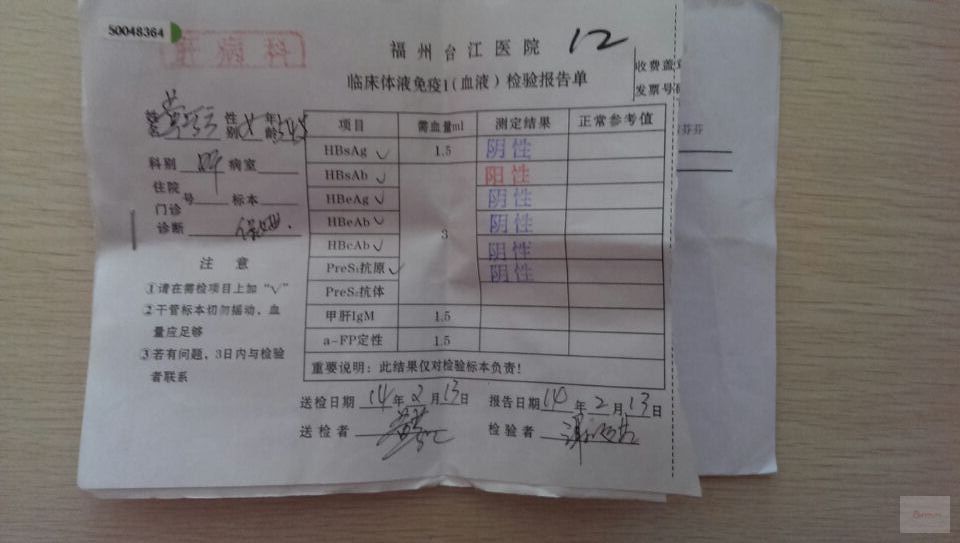 S0048364
肝病科
福州台江医院
12
临床体液免疫1(血液)检验报告单
收费盖
发票号
姓名 性别 女 年龄
科别 肝 病室
住院
门诊 号 标本
诊断
注 意
①请在需检项目上加“√”
②干管标本切勿摇动、血
量应足够
③若有问题，3日内与检验
者联系
项目 需血量ml 测定结果 正常参考值
HBsAg √ 1.5 阴性
HBsAb √ 阳性
HBeAg √ 阴性
HBeAb √ 阴性
HBcAb √ 3 阴性
PreS₁抗原 √ 阴性
PreS₂抗体
甲肝IgM 1.5
a-FP定性 1.5
重要说明：此结果仅对检验标本负责!
送检日期 14 年 2 月 13 日 报告日期 14 年 2 月 13 日
送检者 检验者
芬芬